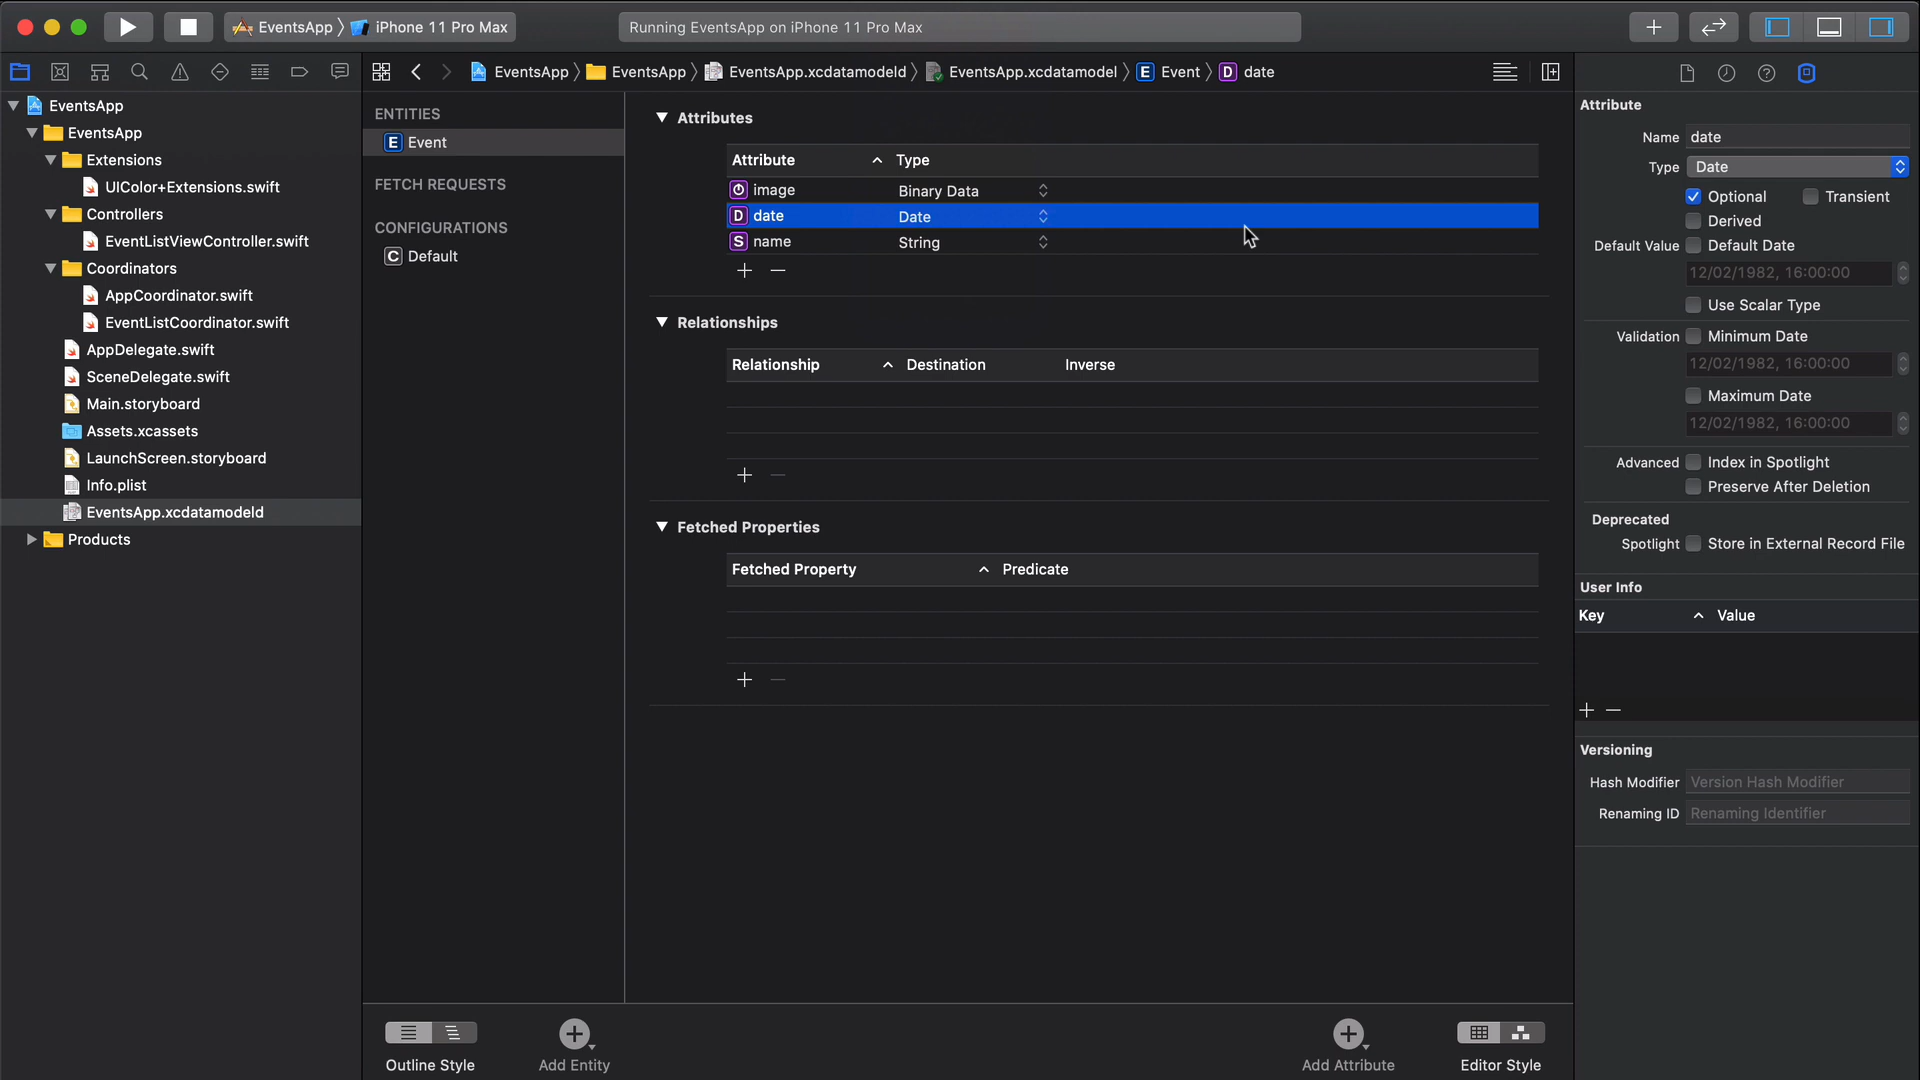 EventsApp
iPhone 11 Pro Max
Running EventsApp on iPhone 11 Pro Max
EventsApp
EventsApp
EventsApp.xcdatamodeld
EventsApp.xcdatamodel
E Event
D date
EventsApp
EventsApp
Extensions
UIColor+Extensions.swift
Controllers
EventListViewController.swift
Coordinators
AppCoordinator.swift
EventListCoordinator.swift
AppDelegate.swift
SceneDelegate.swift
Main.storyboard
Assets.xcassets
LaunchScreen.storyboard
Info.plist
EventsApp.xcdatamodeld
Products
ENTITIES
E Event
FETCH REQUESTS
CONFIGURATIONS
C Default
Attributes
Attribute Type
image Binary Data
D date Date
S name String
Relationships
Relationship Destination Inverse
Fetched Properties
Fetched Property Predicate
Outline Style
Add Entity
Add Attribute
Editor Style
Attribute
Name date
Type Date
Optional Transient
Derived
Default Value Default Date
12/02/1982, 16:00:00
Use Scalar Type
Validation Minimum Date
12/02/1982, 16:00:00
Maximum Date
12/02/1982, 16:00:00
Advanced Index in Spotlight
Preserve After Deletion
Deprecated
Spotlight Store in External Record File
User Info
Key Value
Versioning
Hash Modifier Version Hash Modifier
Renaming ID Renaming Identifier